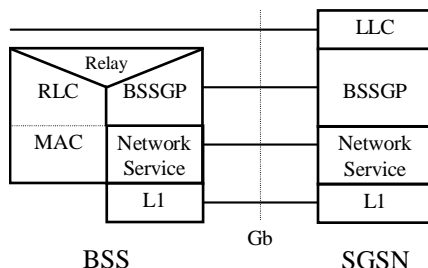 LLC
Relay
RLC
BSSGP
BSSGP
MAC
Network
Service
Network
Service
L1
L1
Gb
BSS
SGSN